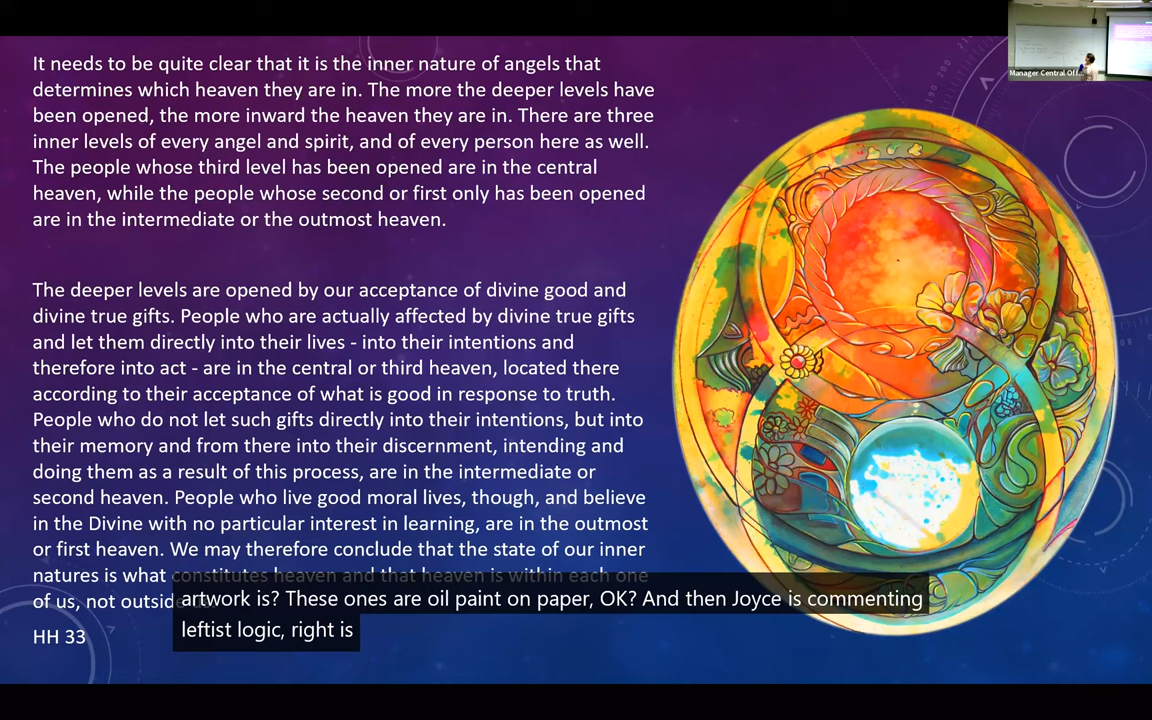 It needs to be quite clear that it is the inner nature of angels that
determines which heaven they are in. The more the deeper levels have
been opened, the more inward the heaven they are in. There are three
inner levels of every angel and spirit, and of every person here as well.
The people whose third level has been opened are in the central
heaven, while the people whose second or first only has been opened
are in the intermediate or the outmost heaven.
The deeper levels are opened by our acceptance of divine good and
divine true gifts. People who are actually affected by divine true gifts
and let them directly into their lives - into their intentions and
therefore into act - are in the central or third heaven, located there
according to their acceptance of what is good in response to truth.
People who do not let such gifts directly into their intentions, but into
their memory and from there into their discernment, intending and
doing them as a result of this process, are in the intermediate or
second heaven. People who live good moral lives, though, and believe
in the Divine with no particular interest in learning, are in the outmost
or first heaven. We may therefore conclude that the state of our inner
natures is what constitutes heaven and that heaven is within each one
of us, not outside
HH 33
artwork is? These ones are oil paint on paper, OK? And then Joyce is commenting
leftist logic, right is
Manager Central Off...